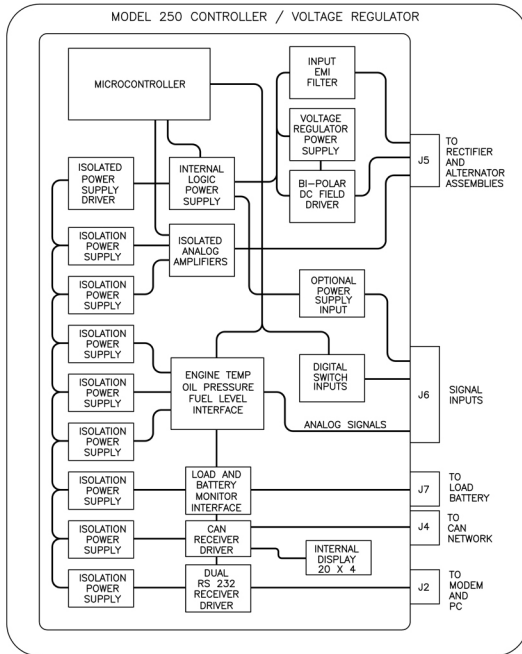 MODEL 250 CONTROLLER / VOLTAGE REGULATOR
MICROCONTROLLER
INPUT
EMI
FILTER
VOLTAGE
REGULATOR
POWER
SUPPLY
BI-POLAR
DC FIELD
DRIVER
J5
TO
RECTIFIER
AND
ALTERNATOR
ASSEMBLIES
ISOLATED
POWER
SUPPLY
DRIVER
INTERNAL
LOGIC
POWER
SUPPLY
ISOLATION
POWER
SUPPLY
ISOLATED
ANALOG
AMPLIFIERS
ISOLATION
POWER
SUPPLY
OPTIONAL
POWER
SUPPLY
INPUT
ISOLATION
POWER
SUPPLY
ENGINE TEMP
OIL PRESSURE
FUEL LEVEL
INTERFACE
DIGITAL
SWITCH
INPUTS
J6
SIGNAL
INPUTS
ISOLATION
POWER
SUPPLY
ANALOG SIGNALS
ISOLATION
POWER
SUPPLY
ISOLATION
POWER
SUPPLY
LOAD AND
BATTERY
MONITOR
INTERFACE
J7
TO
LOAD
BATTERY
ISOLATION
POWER
SUPPLY
CAN
RECEIVER
DRIVER
INTERNAL
DISPLAY
20 X 4
J4
TO
CAN
NETWORK
ISOLATION
POWER
SUPPLY
DUAL
RS 232
RECEIVER
DRIVER
J2
TO
MODEM
AND
PC